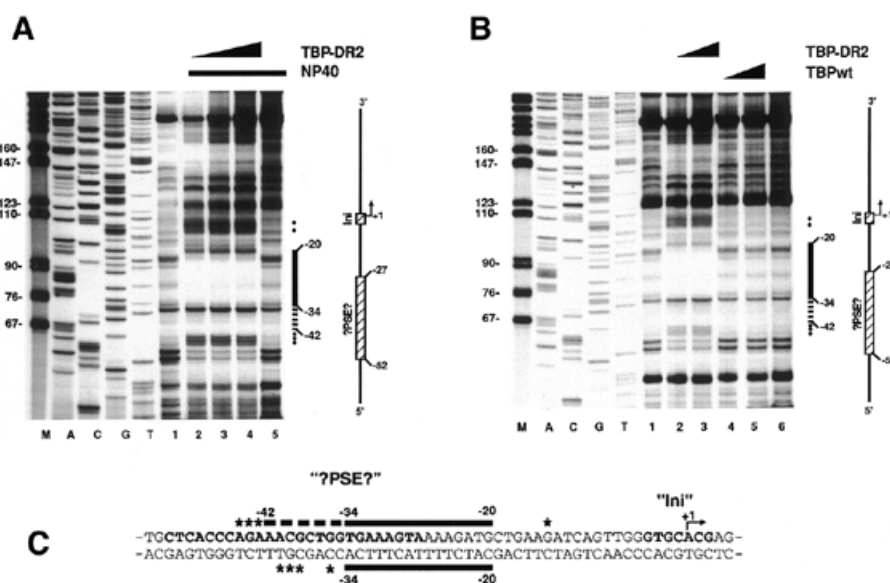 A
TBP-DR2
NP40
160-
147-
123-
110-
90-
76-
67-
-20
-34
-42
3'
Ini
+1
-27
?PSE?
-52
5'
M A C G T 1 2 3 4 5
B
TBP-DR2
TBPwt
160-
147-
123-
110-
90-
76-
67-
-20
-34
-42
3'
Ini
?PSE?
5'
M A C G T 1 2 3 4 5 6
C
"?PSE?"
"Ini"
***-42 -34 -20 * +1
-TGCTCACCCAGAAACGCTGGTGAAAGTAAAAGATGCTGAAGATCAGTTGGGTGCACGAG-
-ACGAGTGGGTCTTTGCGACCACTTTCATTTTCTACGACTTCTAGTCAACCCACGTGCTC-
*** * -34 -20